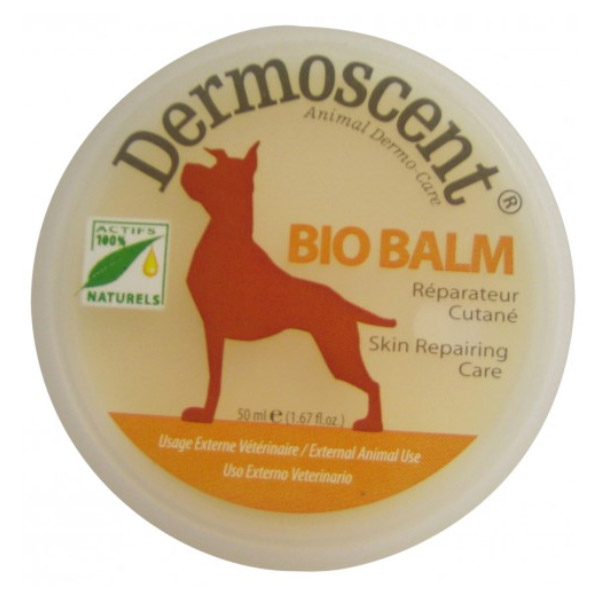 Dermoscent®
Animal Dermo-Care
ACTIFS
100%
NATURELS
BIO BALM
Réparateur
Cutané
Skin Repairing
Care
50 ml ℮ (1.67 fl.oz.)
Usage Externe Vétérinaire / External Animal Use
Uso Externo Veterinario